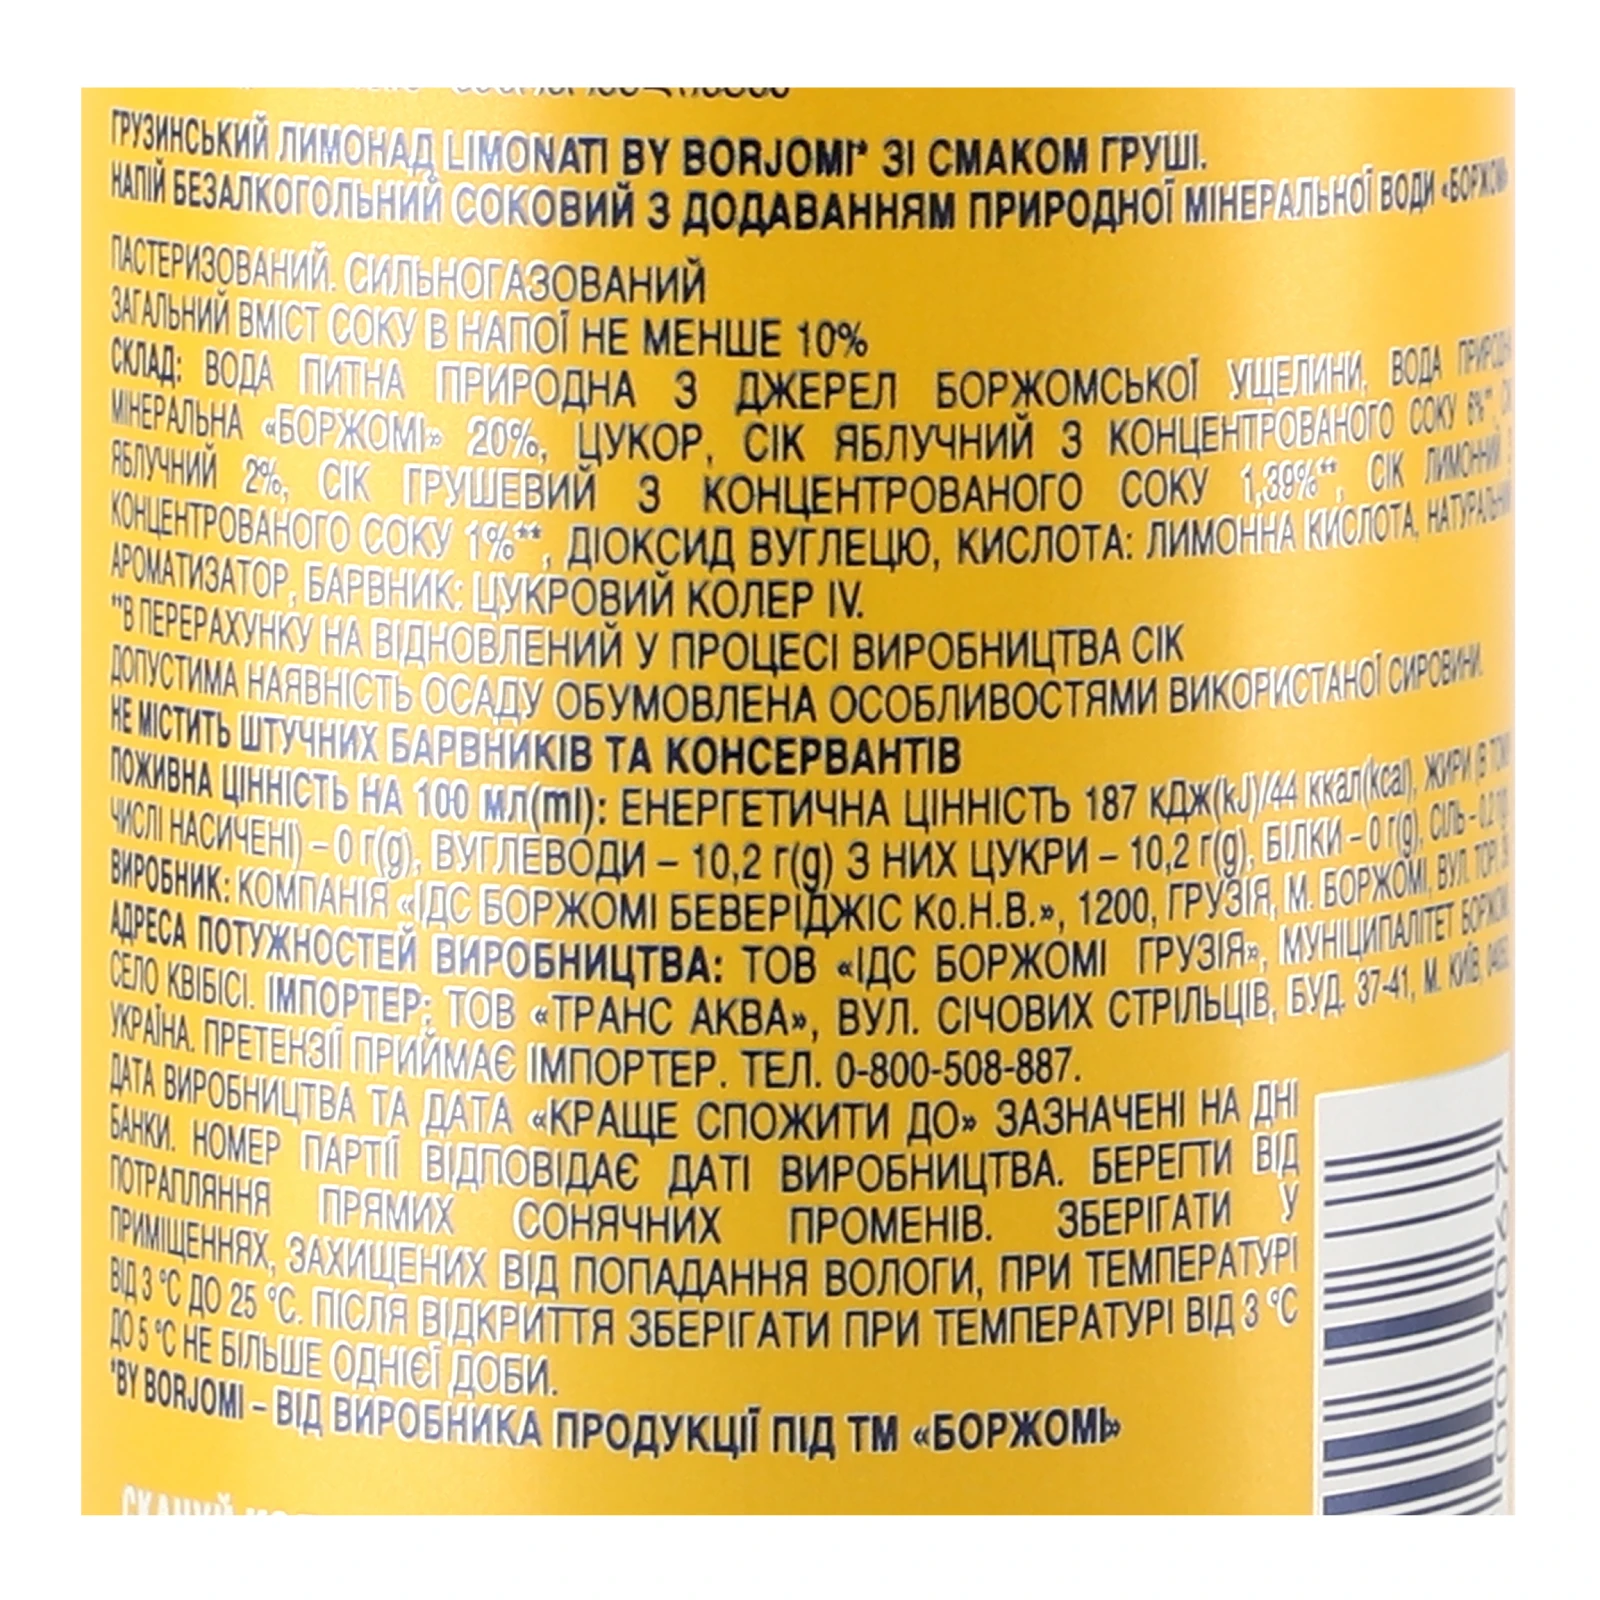 ГРУЗИНСЬКИЙ ЛИМОНАД LIMONATI BY BORJOMI* ЗІ СМАКОМ ГРУШІ.
НАПІЙ БЕЗАЛКОГОЛЬНИЙ СОКОВИЙ З ДОДАВАННЯМ ПРИРОДНОЇ МІНЕРАЛЬНОЇ ВОДИ «БОРЖОМІ»
ПАСТЕРИЗОВАНИЙ. СИЛЬНОГАЗОВАНИЙ
ЗАГАЛЬНИЙ ВМІСТ СОКУ В НАПОЇ НЕ МЕНШЕ 10%
СКЛАД: ВОДА ПИТНА ПРИРОДНА З ДЖЕРЕЛ БОРЖОМСЬКОЇ УЩЕЛИНИ, ВОДА ПРИРОДНА
МІНЕРАЛЬНА «БОРЖОМІ» 20%, ЦУКОР, СІК ЯБЛУЧНИЙ З КОНЦЕНТРОВАНОГО СОКУ 6%**, СІК
ЯБЛУЧНИЙ 2%, СІК ГРУШЕВИЙ З КОНЦЕНТРОВАНОГО СОКУ 1,39%**, СІК ЛИМОННИЙ З
КОНЦЕНТРОВАНОГО СОКУ 1%**, ДІОКСИД ВУГЛЕЦЮ, КИСЛОТА: ЛИМОННА КИСЛОТА, НАТУРАЛЬНИЙ
АРОМАТИЗАТОР, БАРВНИК: ЦУКРОВИЙ КОЛЕР IV.
**В ПЕРЕРАХУНКУ НА ВІДНОВЛЕНИЙ У ПРОЦЕСІ ВИРОБНИЦТВА СІК
ДОПУСТИМА НАЯВНІСТЬ ОСАДУ ОБУМОВЛЕНА ОСОБЛИВОСТЯМИ ВИКОРИСТАНОЇ СИРОВИНИ.
НЕ МІСТИТЬ ШТУЧНИХ БАРВНИКІВ ТА КОНСЕРВАНТІВ
ПОЖИВНА ЦІННІСТЬ НА 100 мл(ml): ЕНЕРГЕТИЧНА ЦІННІСТЬ 187 кДж(kJ)/44 ккал(kcal), ЖИРИ (В ТОМУ
ЧИСЛІ НАСИЧЕНІ) – 0 г(g), ВУГЛЕВОДИ – 10,2 г(g) З НИХ ЦУКРИ – 10,2 г(g), БІЛКИ – 0 г(g), СІЛЬ – 0,2 г(g)
ВИРОБНИК: КОМПАНІЯ «ІДС БОРЖОМІ БЕВЕРІДЖІС Ко.Н.В.», 1200, ГРУЗІЯ, М. БОРЖОМІ, ВУЛ. ТОРІ,
АДРЕСА ПОТУЖНОСТЕЙ ВИРОБНИЦТВА: ТОВ «ІДС БОРЖОМІ ГРУЗІЯ», МУНІЦИПАЛІТЕТ БОРЖОМІ
СЕЛО КВІБІСІ. ІМПОРТЕР: ТОВ «ТРАНС АКВА», ВУЛ. СІЧОВИХ СТРІЛЬЦІВ, БУД. 37-41, М. КИЇВ
УКРАЇНА. ПРЕТЕНЗІЇ ПРИЙМАЄ ІМПОРТЕР. ТЕЛ. 0-800-508-887.
ДАТА ВИРОБНИЦТВА ТА ДАТА «КРАЩЕ СПОЖИТИ ДО» ЗАЗНАЧЕНІ НА ДНІ
БАНКИ. НОМЕР ПАРТІЇ ВІДПОВІДАЄ ДАТІ ВИРОБНИЦТВА. БЕРЕГТИ ВІД
ПОТРАПЛЯННЯ ПРЯМИХ СОНЯЧНИХ ПРОМЕНІВ. ЗБЕРІГАТИ У
ПРИМІЩЕННЯХ, ЗАХИЩЕНИХ ВІД ПОПАДАННЯ ВОЛОГИ, ПРИ ТЕМПЕРАТУРІ
ВІД 3 °С ДО 25 °С. ПІСЛЯ ВІДКРИТТЯ ЗБЕРІГАТИ ПРИ ТЕМПЕРАТУРІ ВІД 3 °С
ДО 5 °С НЕ БІЛЬШЕ ОДНІЄЇ ДОБИ.
*BY BORJOMI – ВІД ВИРОБНИКА ПРОДУКЦІЇ ПІД ТМ «БОРЖОМІ»